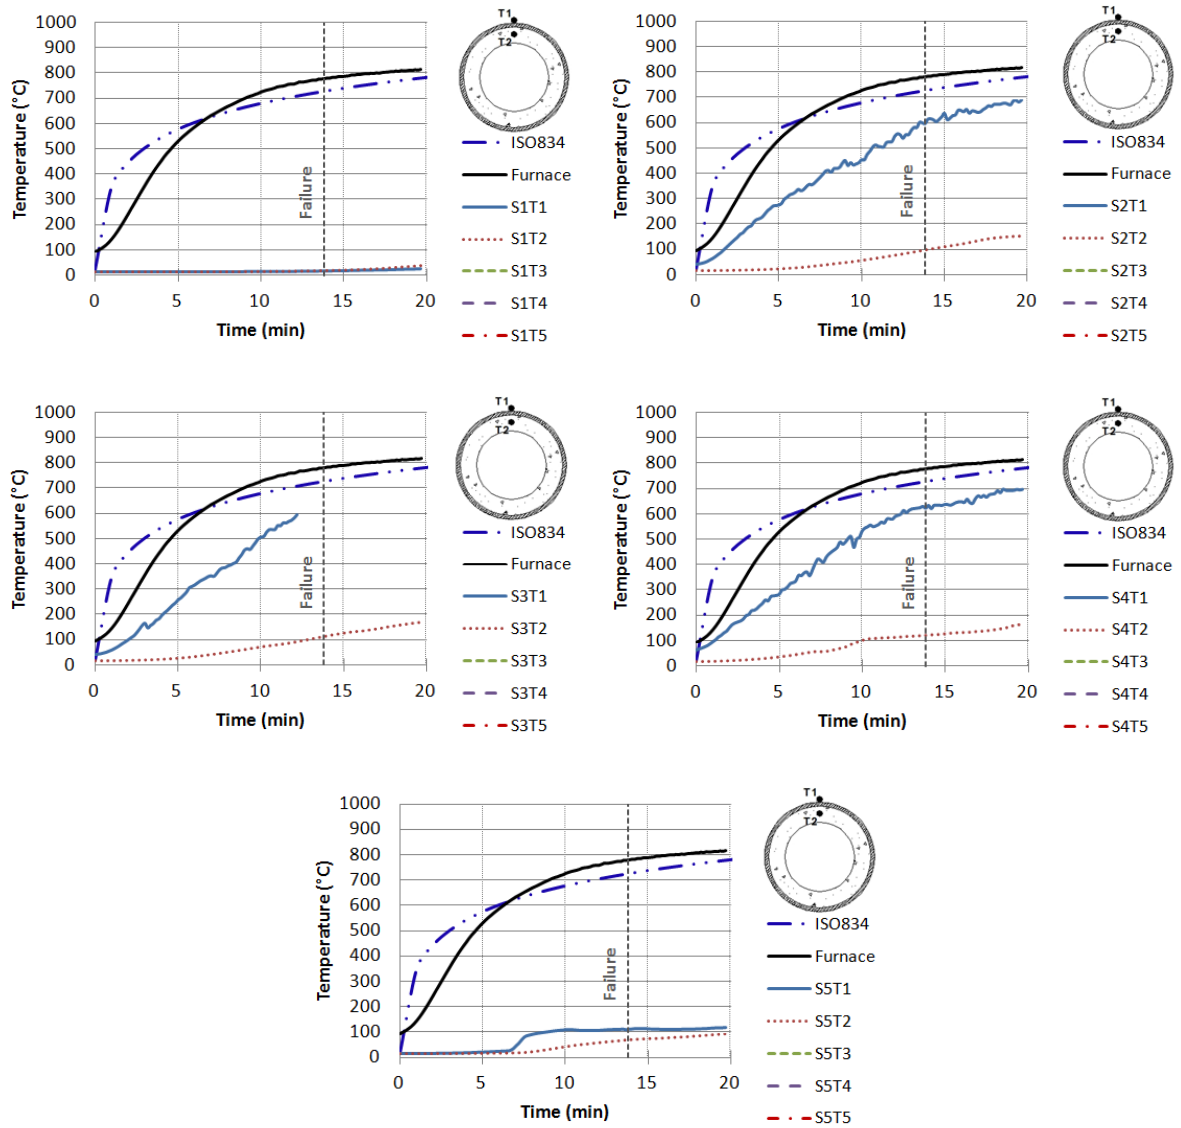 1000
900
800
700
600
500
400
300
200
100
0
Temperature (°C)
0 5 10 15 20
Time (min)
Failure
T1
T2
ISO834
Furnace
S1T1
S1T2
S1T3
S1T4
S1T5
1000
900
800
700
600
500
400
300
200
100
0
Temperature (°C)
0 5 10 15 20
Time (min)
Failure
T1
T2
ISO834
Furnace
S2T1
S2T2
S2T3
S2T4
S2T5
1000
900
800
700
600
500
400
300
200
100
0
Temperature (°C)
0 5 10 15 20
Time (min)
Failure
T1
T2
ISO834
Furnace
S3T1
S3T2
S3T3
S3T4
S3T5
1000
900
800
700
600
500
400
300
200
100
0
Temperature (°C)
0 5 10 15 20
Time (min)
Failure
T1
T2
ISO834
Furnace
S4T1
S4T2
S4T3
S4T4
S4T5
1000
900
800
700
600
500
400
300
200
100
0
Temperature (°C)
0 5 10 15 20
Time (min)
Failure
T1
T2
ISO834
Furnace
S5T1
S5T2
S5T3
S5T4
S5T5